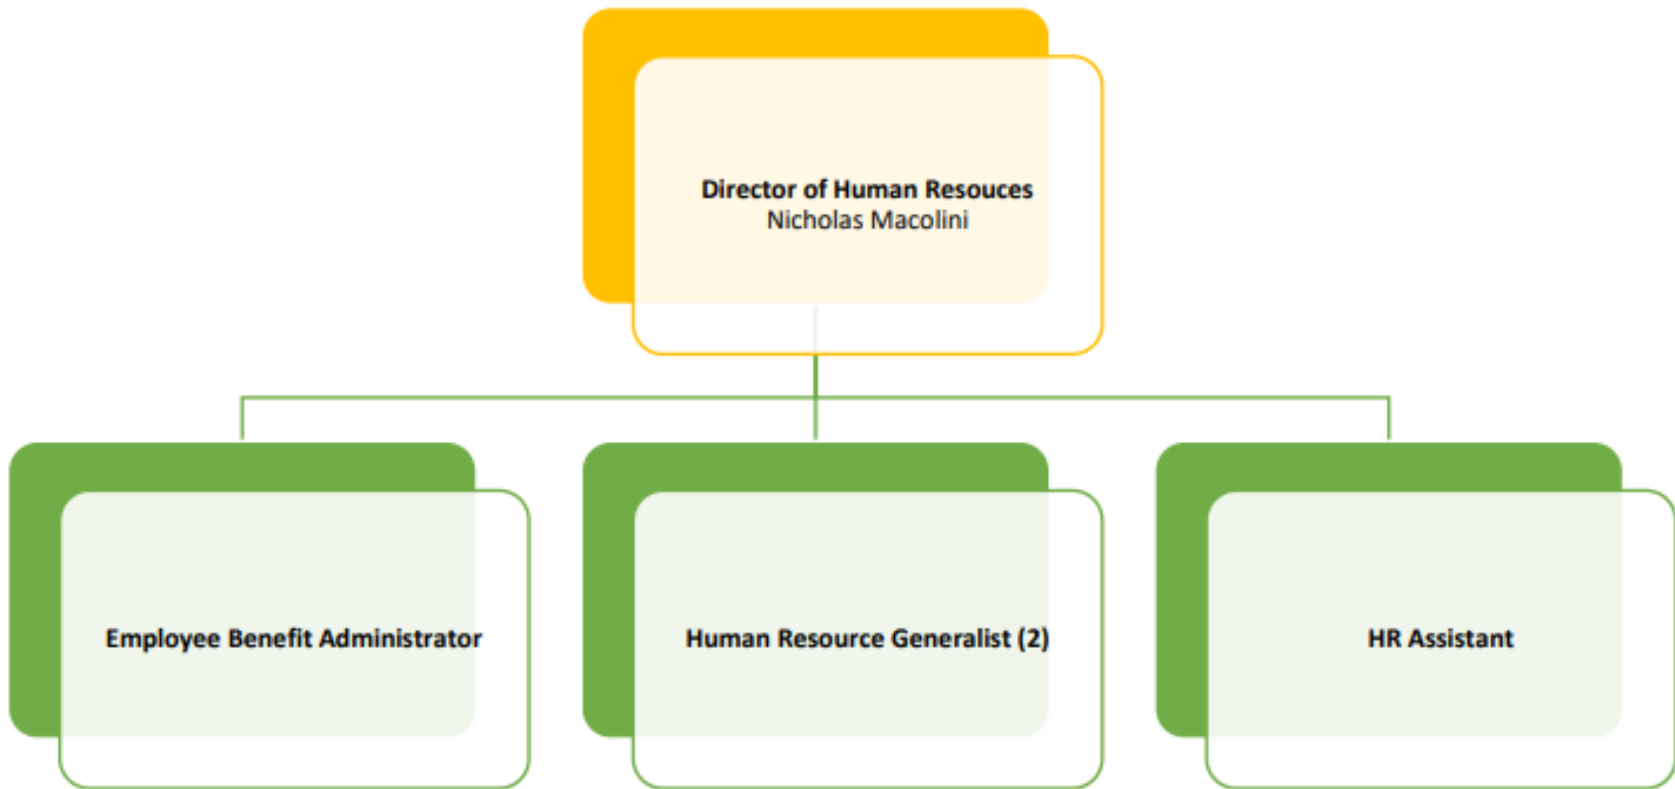 Director of Human Resouces
Nicholas Macolini
Employee Benefit Administrator
Human Resource Generalist (2)
HR Assistant